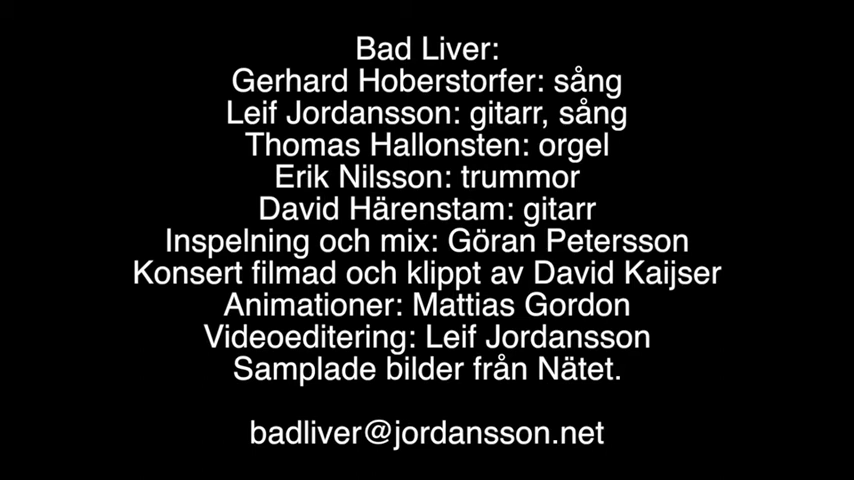 Bad Liver:
Gerhard Hoberstorfer: sång
Leif Jordansson: gitarr, sång
Thomas Hallonsten: orgel
Erik Nilsson: trummor
David Härenstam: gitarr
Inspelning och mix: Göran Petersson
Konsert filmad och klippt av David Kaijser
Animationer: Mattias Gordon
Videoeditering: Leif Jordansson
Samplade bilder från Nätet.
badliver@jordansson.net